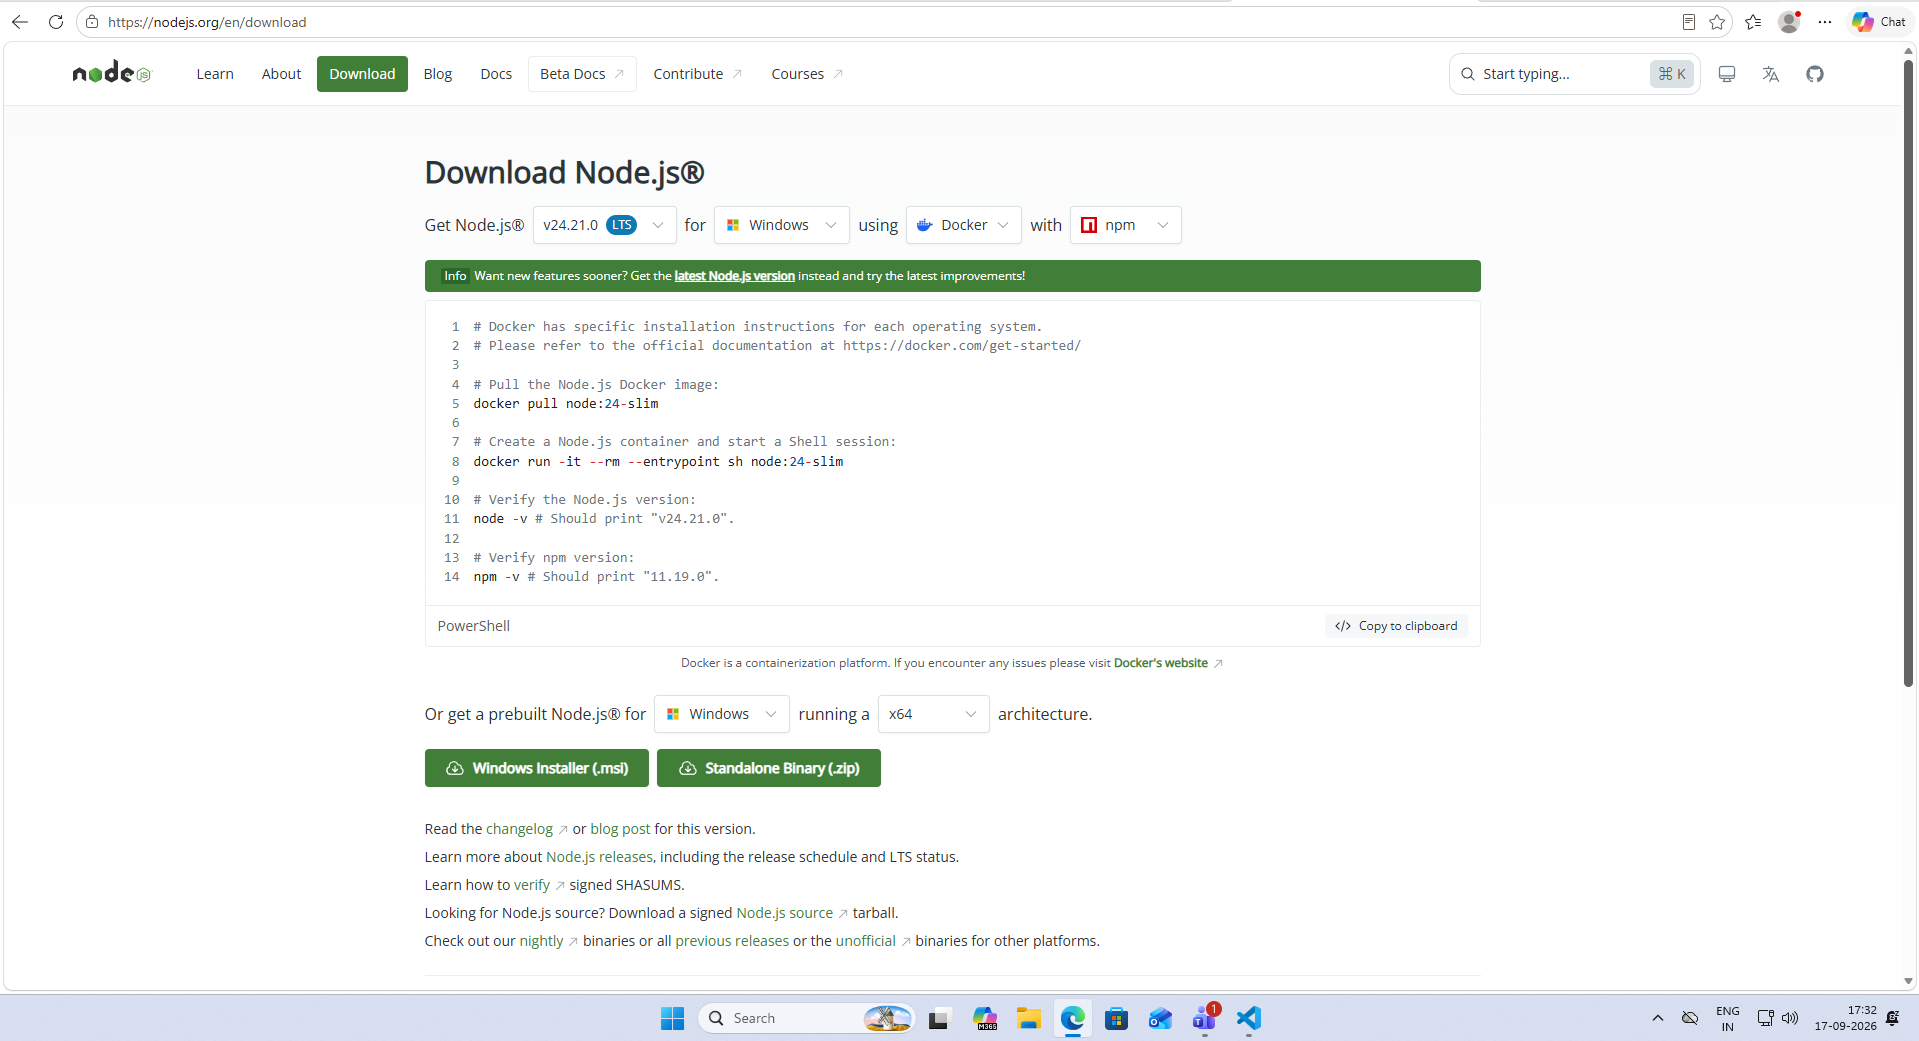 https://nodejs.org/en/download
Chat
node JS
Learn About Download Blog Docs Beta Docs Contribute Courses
Start typing... ⌘ K
Download Node.js®
Get Node.js® v24.21.0 LTS for Windows using Docker with npm
Info Want new features sooner? Get the latest Node.js version instead and try the latest improvements!
1 # Docker has specific installation instructions for each operating system.
2 # Please refer to the official documentation at https://docker.com/get-started/
3
4 # Pull the Node.js Docker image:
5 docker pull node:24-slim
6
7 # Create a Node.js container and start a Shell session:
8 docker run -it --rm --entrypoint sh node:24-slim
9
10 # Verify the Node.js version:
11 node -v # Should print "v24.21.0".
12
13 # Verify npm version:
14 npm -v # Should print "11.19.0".
PowerShell
</> Copy to clipboard
Docker is a containerization platform. If you encounter any issues please visit Docker's website
Or get a prebuilt Node.js® for Windows running a x64 architecture.
Windows Installer (.msi) Standalone Binary (.zip)
Read the changelog or blog post for this version.
Learn more about Node.js releases, including the release schedule and LTS status.
Learn how to verify signed SHASUMS.
Looking for Node.js source? Download a signed Node.js source tarball.
Check out our nightly binaries or all previous releases or the unofficial binaries for other platforms.
Search
M365
1
ENG
IN
17:32
17-09-2026